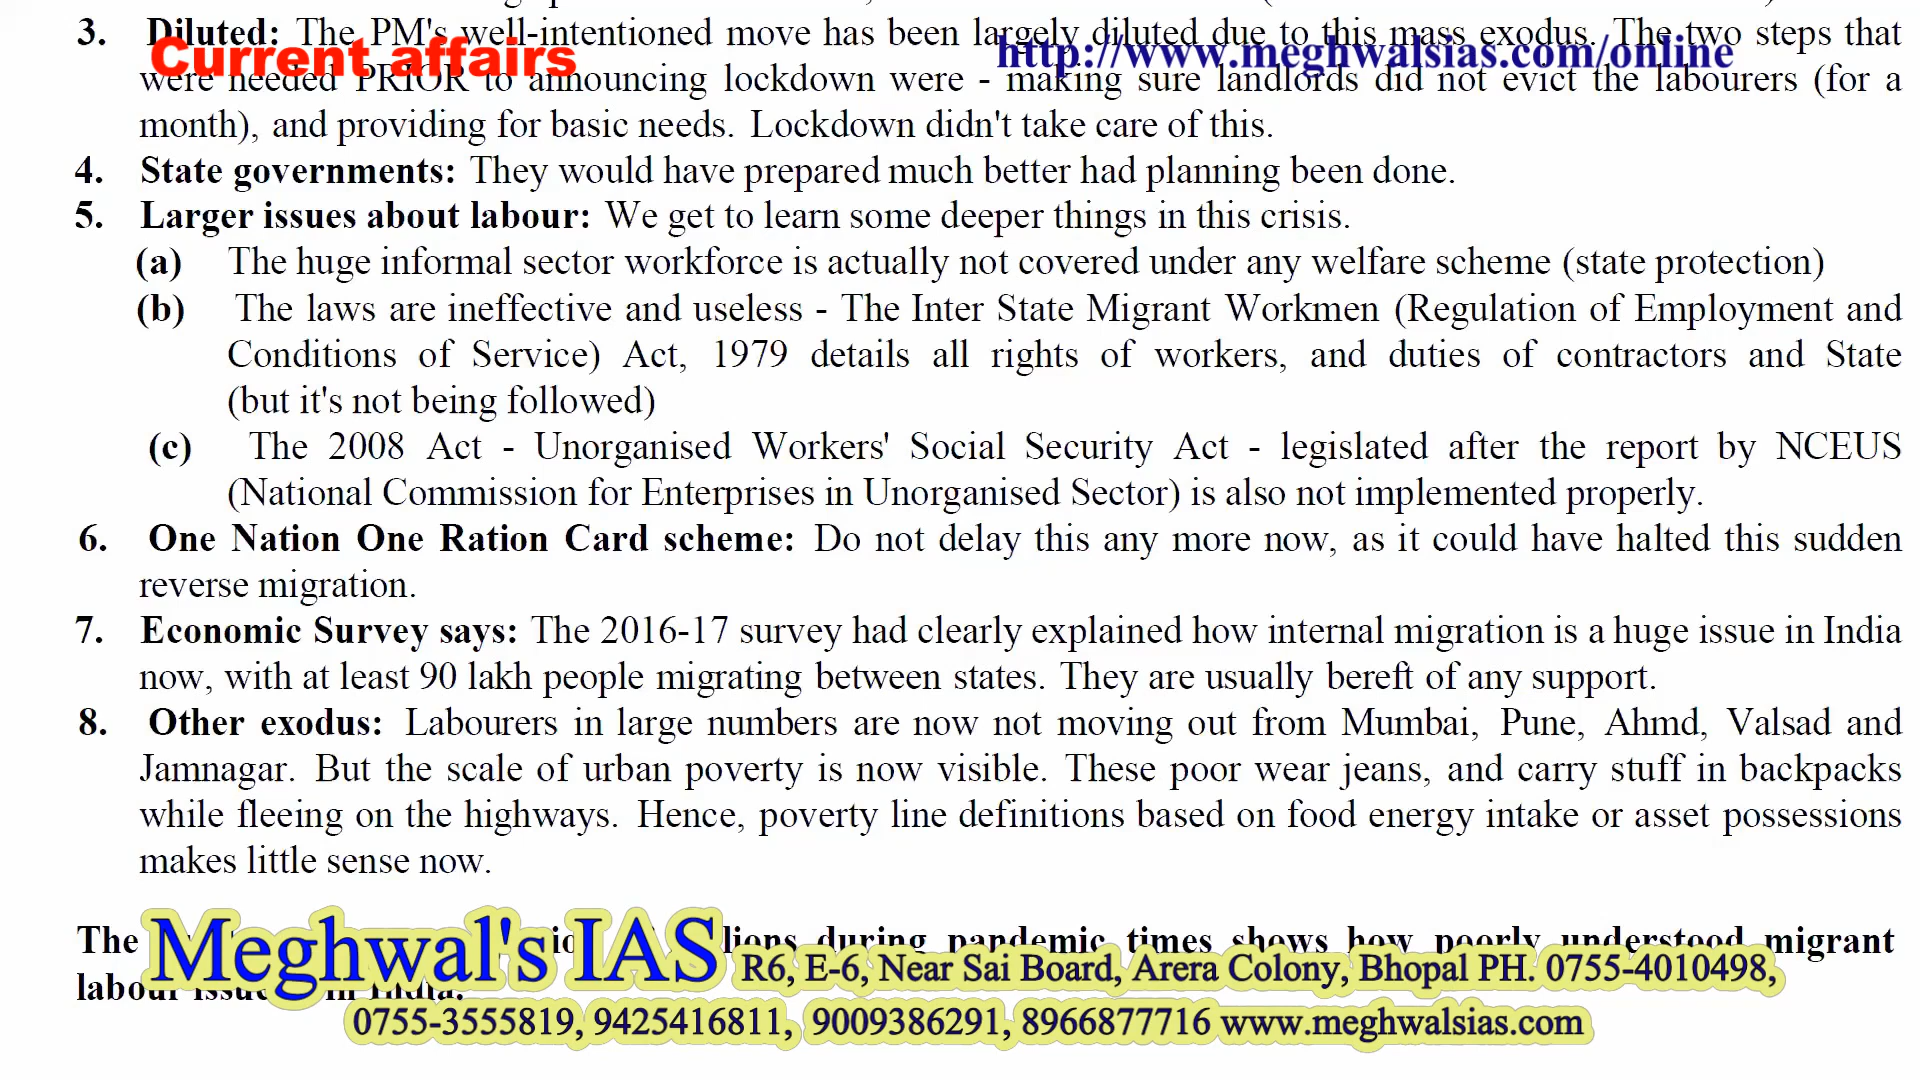 3. Diluted: The PM's well-intentioned move has been largely diluted due to this mass exodus. The two steps that
Current affairs
http://www.meghwalsias.com/online
were needed PRIOR to announcing lockdown were - making sure landlords did not evict the labourers (for a
month), and providing for basic needs. Lockdown didn't take care of this.
4. State governments: They would have prepared much better had planning been done.
5. Larger issues about labour: We get to learn some deeper things in this crisis.
(a) The huge informal sector workforce is actually not covered under any welfare scheme (state protection)
(b) The laws are ineffective and useless - The Inter State Migrant Workmen (Regulation of Employment and
Conditions of Service) Act, 1979 details all rights of workers, and duties of contractors and State
(but it's not being followed)
(c) The 2008 Act - Unorganised Workers' Social Security Act - legislated after the report by NCEUS
(National Commission for Enterprises in Unorganised Sector) is also not implemented properly.
6. One Nation One Ration Card scheme: Do not delay this any more now, as it could have halted this sudden
reverse migration.
7. Economic Survey says: The 2016-17 survey had clearly explained how internal migration is a huge issue in India
now, with at least 90 lakh people migrating between states. They are usually bereft of any support.
8. Other exodus: Labourers in large numbers are now not moving out from Mumbai, Pune, Ahmd, Valsad and
Jamnagar. But the scale of urban poverty is now visible. These poor wear jeans, and carry stuff in backpacks
while fleeing on the highways. Hence, poverty line definitions based on food energy intake or asset possessions
makes little sense now.
The during pandemic times shows how poorly understood migrant
labour in India.
Meghwal's IAS R6, E-6, Near Sai Board, Arera Colony, Bhopal PH. 0755-4010498,
0755-3555819, 9425416811, 9009386291, 8966877716 www.meghwalsias.com